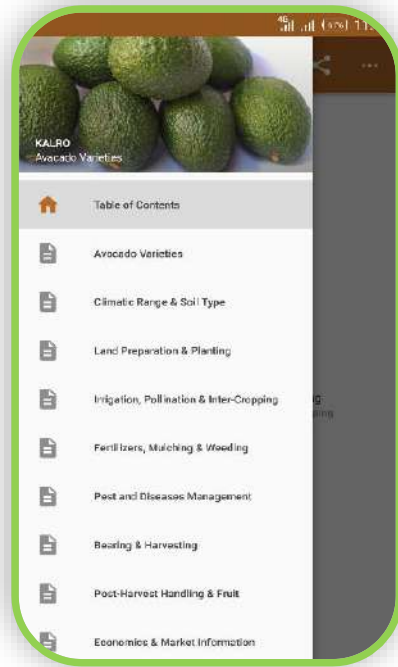 KALRO
Avacado Varieties
Table of Contents
Avocado Varieties
Climatic Range & Soil Type
Land Preparation & Planting
Irrigation, Pollination & Inter-Cropping
Fertilizers, Mulching & Weeding
Pest and Diseases Management
Bearing & Harvesting
Post-Harvest Handling & Fruit
Economics & Market Information